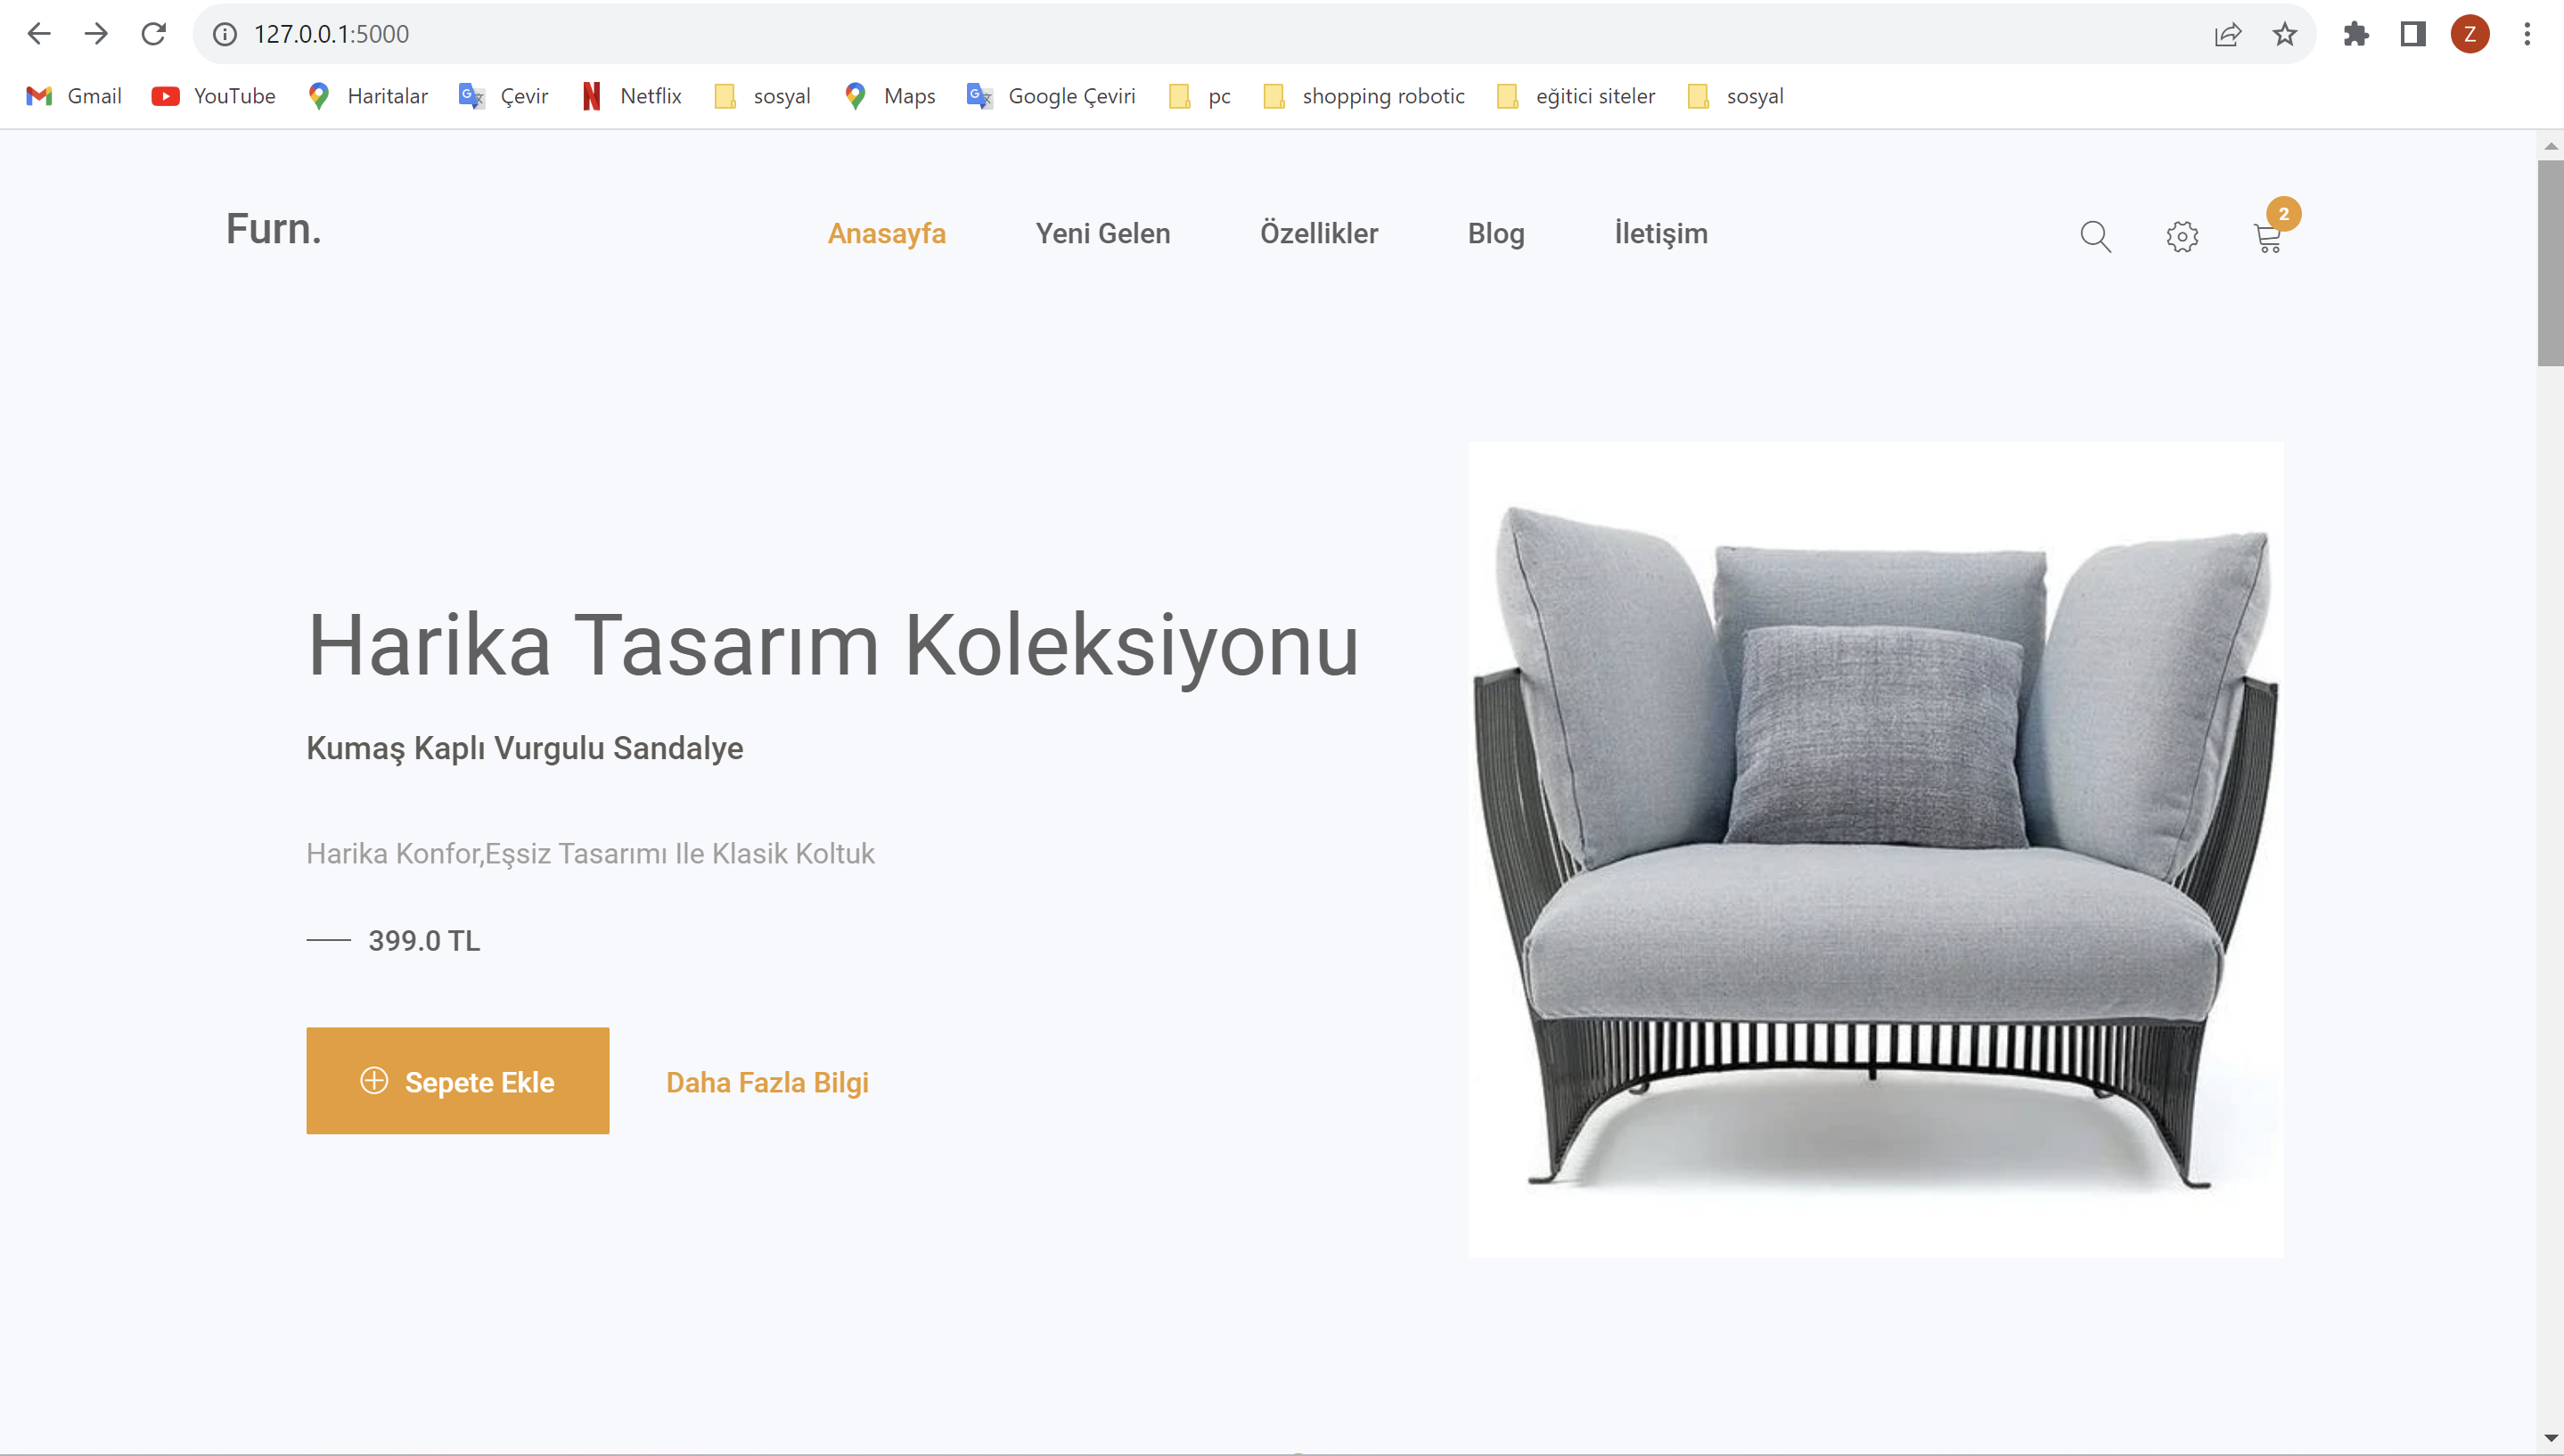 127.0.0.1:5000
Z
Gmail YouTube Haritalar Çevir Netflix sosyal Maps Google Çeviri pc shopping robotic eğitici siteler sosyal
Furn. Anasayfa Yeni Gelen Özellikler Blog İletişim 2
Harika Tasarım Koleksiyonu
Kumaş Kaplı Vurgulu Sandalye
Harika Konfor,Eşsiz Tasarımı Ile Klasik Koltuk
399.0 TL
Sepete Ekle Daha Fazla Bilgi